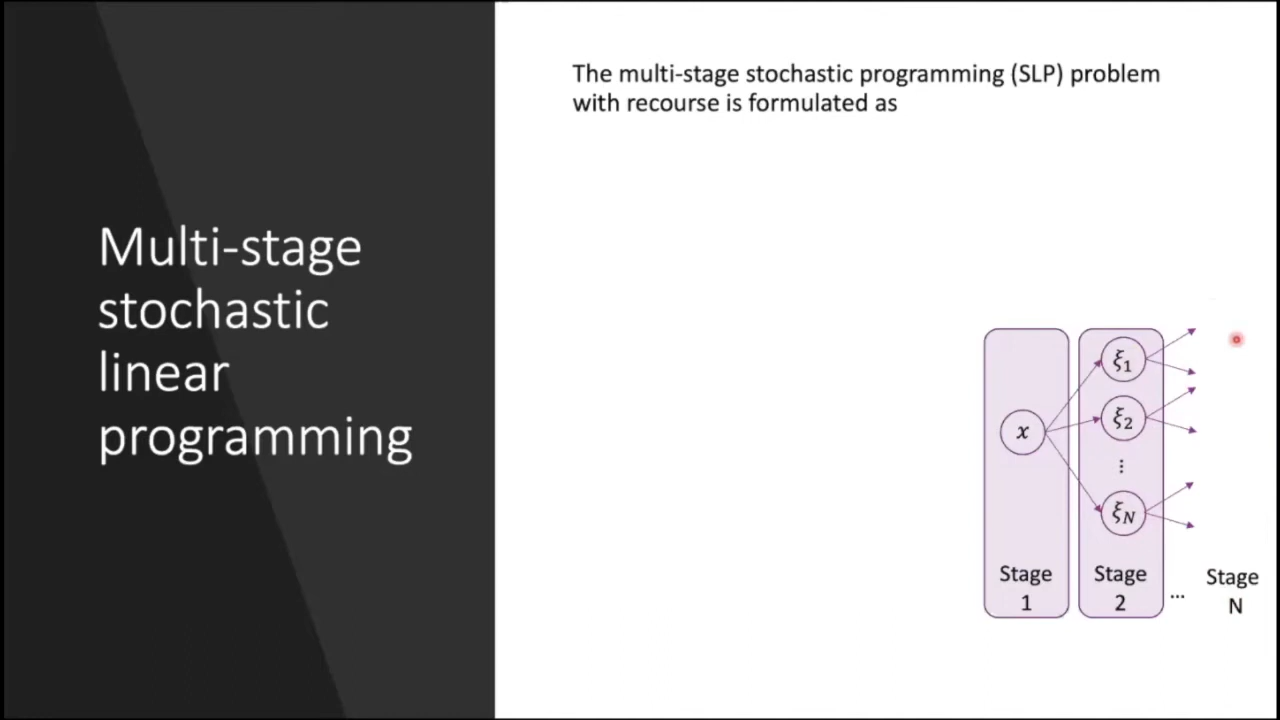 Multi-stage
stochastic
linear
programming
The multi-stage stochastic programming (SLP) problem
with recourse is formulated as
x
ξ₁
ξ₂
⋮
ξ_N
Stage
1
Stage
2
...
Stage
N